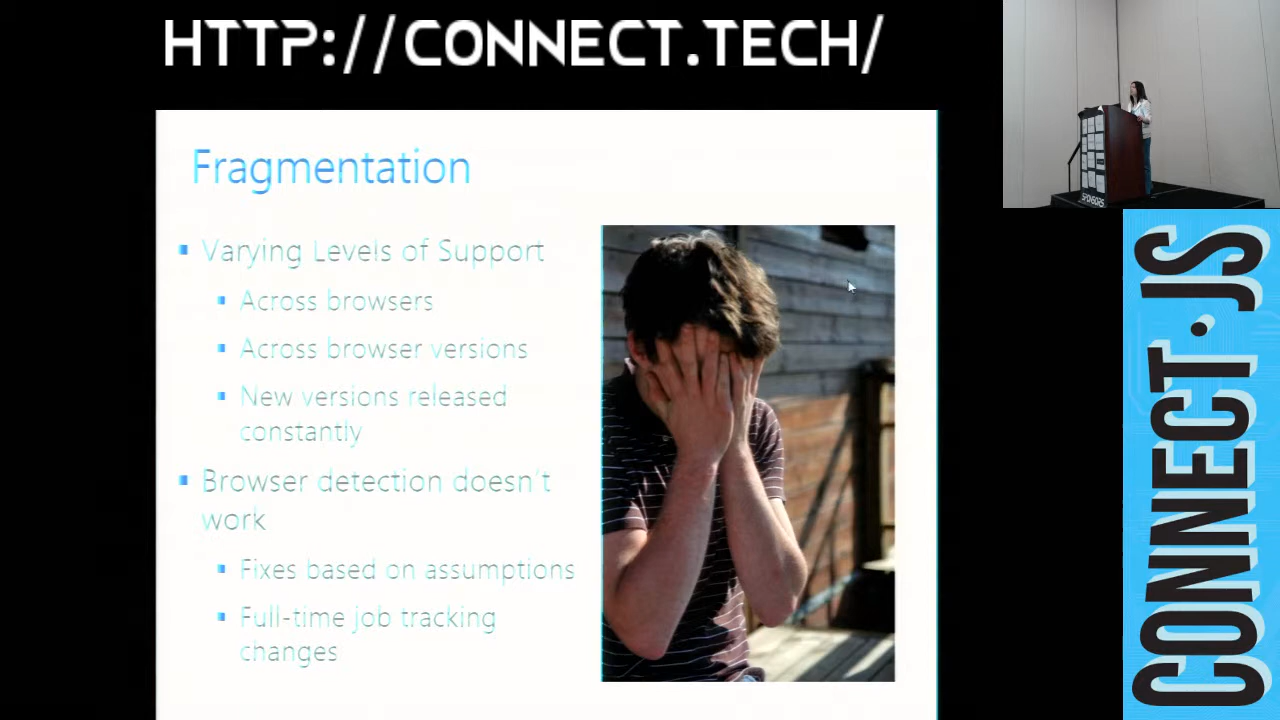 HTTP://CONNECT.TECH/
Fragmentation
Varying Levels of Support
Across browsers
Across browser versions
New versions released
constantly
Browser detection doesn't
work
Fixes based on assumptions
Full-time job tracking
changes
SPONSORS
CONNECT.JS